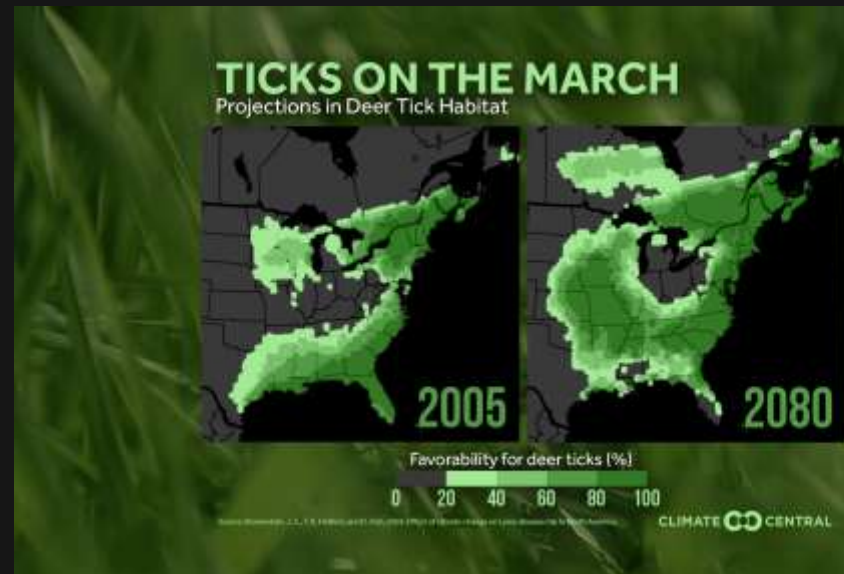 TICKS ON THE MARCH
Projections in Deer Tick Habitat
2005
2080
Favorability for deer ticks (%)
0 20 40 60 80 100
CLIMATE CENTRAL